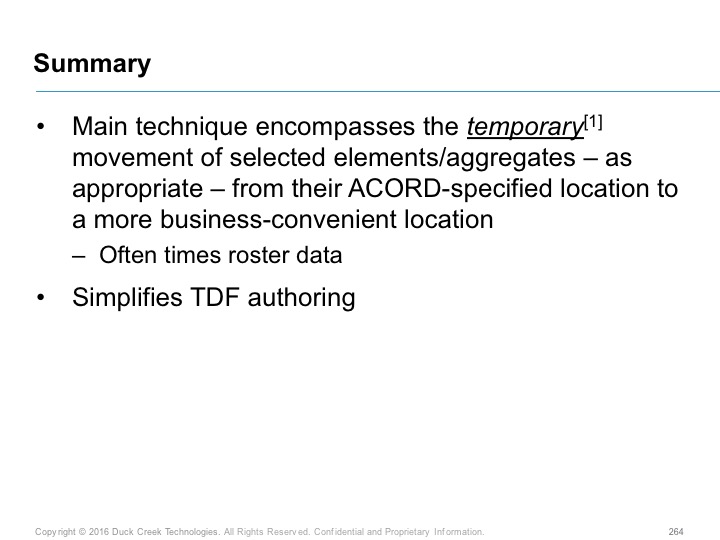 Summary
• Main technique encompasses the temporary[1]
movement of selected elements/aggregates – as
appropriate – from their ACORD-specified location to
a more business-convenient location
– Often times roster data
• Simplifies TDF authoring
Copyright © 2016 Duck Creek Technologies. All Rights Reserved. Confidential and Proprietary Information. 264